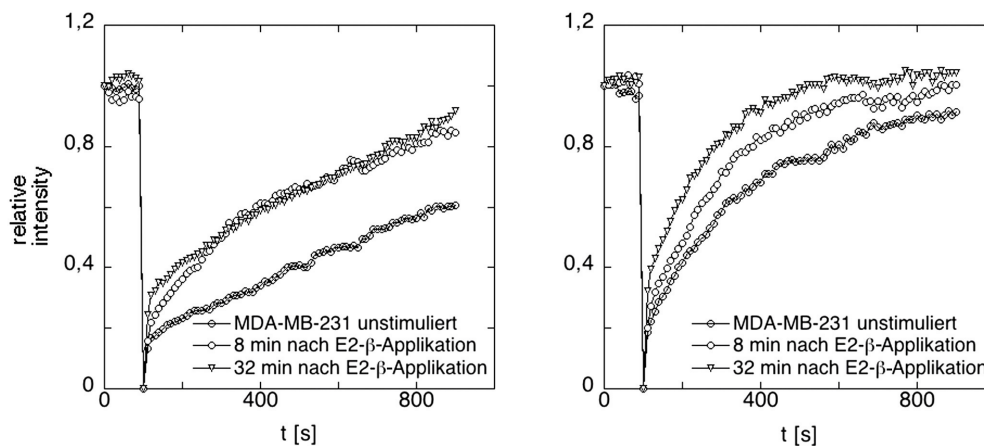 1,2
0,8
0,4
0
relative
intensity
0
400
800
t [s]
MDA-MB-231 unstimuliert
8 min nach E2-β-Applikation
32 min nach E2-β-Applikation
1,2
0,8
0,4
0
0
400
800
t [s]
MDA-MB-231 unstimuliert
8 min nach E2-β-Applikation
32 min nach E2-β-Applikation